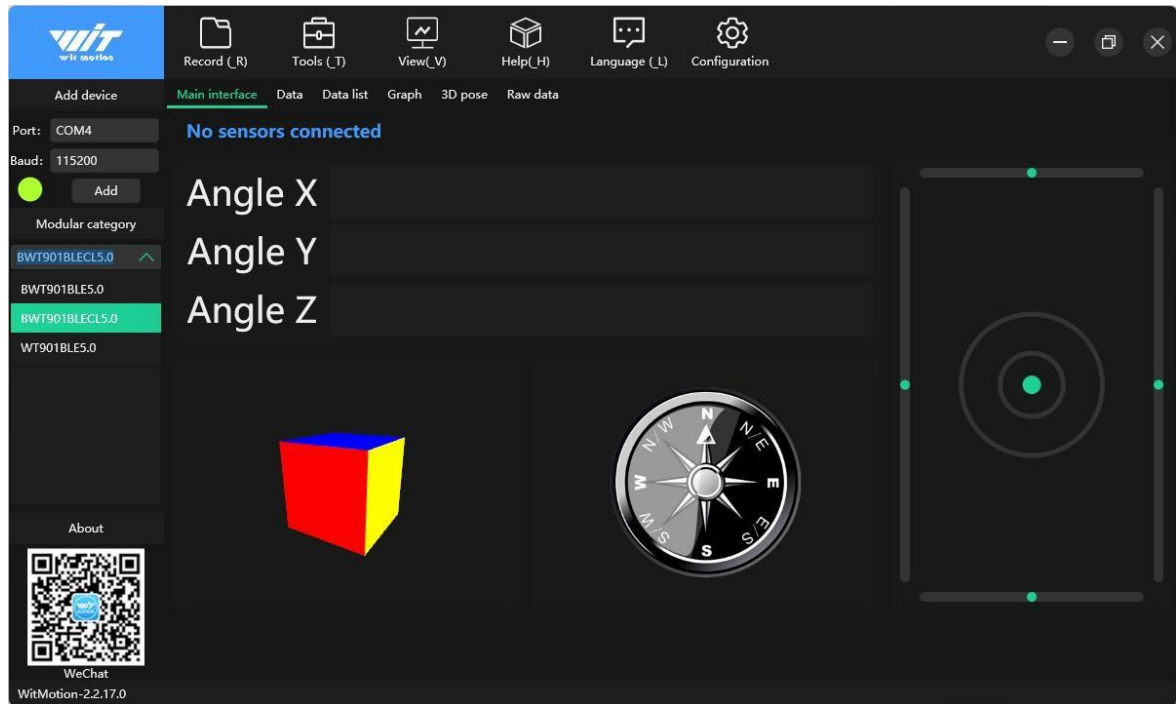 WiT
wit motion
Record (_R) Tools (_T) View(_V) Help(_H) Language (_L) Configuration
Add device
Main interface Data Data list Graph 3D pose Raw data
Port: COM4
No sensors connected
Baud: 115200
Add
Angle X
Modular category
BWT901BLECL5.0
Angle Y
BWT901BLE5.0
BWT901BLECL5.0
Angle Z
WT901BLE5.0
N
N/W N/E
W E
W/S E/S
S
About
WeChat
WitMotion-2.2.17.0